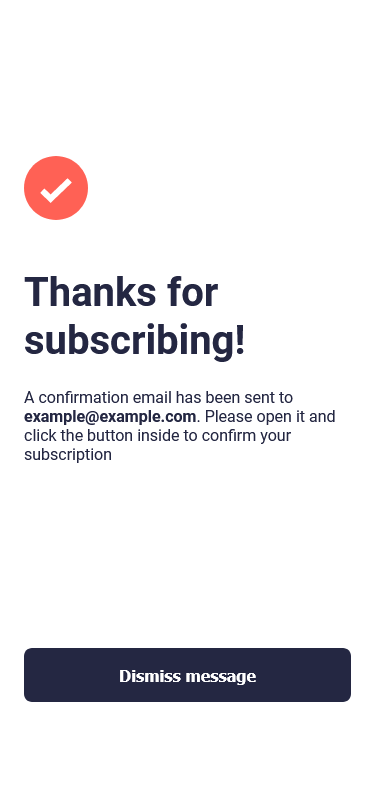 Thanks for
subscribing!
A confirmation email has been sent to
example@example.com. Please open it and
click the button inside to confirm your
subscription
Dismiss message